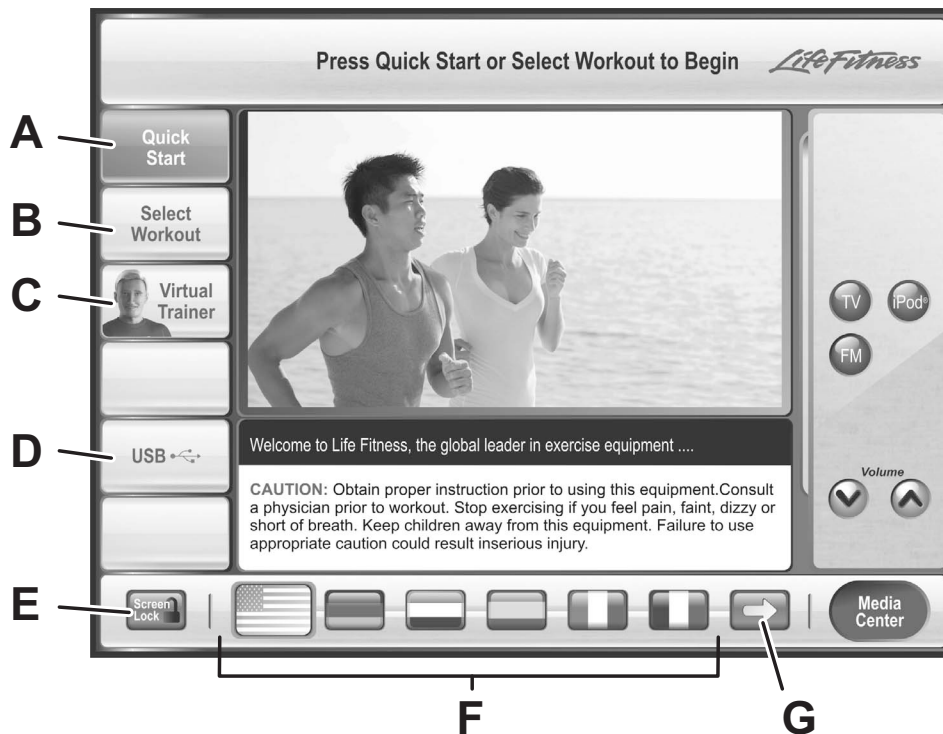 Press Quick Start or Select Workout to Begin
LifeFitness
A
Quick
Start
B
Select
Workout
C
Virtual
Trainer
TV
iPod®
FM
D
USB
Welcome to Life Fitness, the global leader in exercise equipment ....
CAUTION: Obtain proper instruction prior to using this equipment.Consult
a physician prior to workout. Stop exercising if you feel pain, faint, dizzy or
short of breath. Keep children away from this equipment. Failure to use
appropriate caution could result inserious injury.
Volume
E
Screen
Lock
Media
Center
F
G